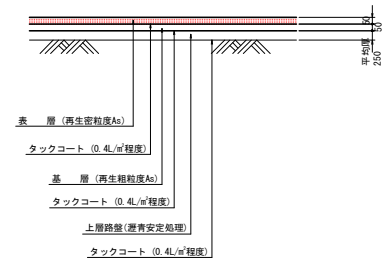 50
50
平均厚
250
表　　層 (再生密粒度As)
タックコート (0.4L/㎡程度)
基　　層 (再生粗粒度As)
タックコート (0.4L/㎡程度)
上層路盤(瀝青安定処理)
タックコート (0.4L/㎡程度)